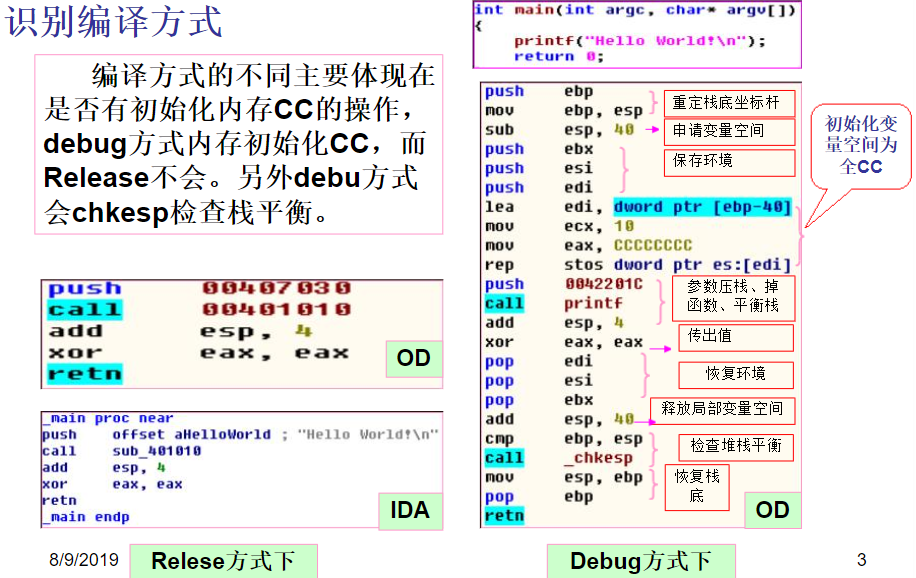 识别编译方式
编译方式的不同主要体现在
是否有初始化内存CC的操作，
debug方式内存初始化CC，而
Release不会。另外debu方式
会chkesp检查栈平衡。
push 00407030
call 00401010
add esp, 4
xor eax, eax
retn
OD
_main proc near
push offset aHelloWorld ; "Hello World!\n"
call sub_401010
add esp, 4
xor eax, eax
retn
_main endp
IDA
8/9/2019
Relese方式下
int main(int argc, char* argv[])
{
printf("Hello World!\n");
return 0;
push ebp
mov ebp, esp
重定栈底坐标杆
sub esp, 40
申请变量空间
push ebx
push esi
push edi
保存环境
lea edi, dword ptr [ebp-40]
mov ecx, 10
mov eax, CCCCCCCC
rep stos dword ptr es:[edi]
初始化变
量空间为
全CC
push 0042201C
call printf
add esp, 4
参数压栈、掉
函数、平衡栈
xor eax, eax
传出值
pop edi
pop esi
pop ebx
恢复环境
add esp, 40
释放局部变量空间
cmp ebp, esp
call _chkesp
检查堆栈平衡
mov esp, ebp
pop ebp
恢复栈
底
retn
OD
Debug方式下
3